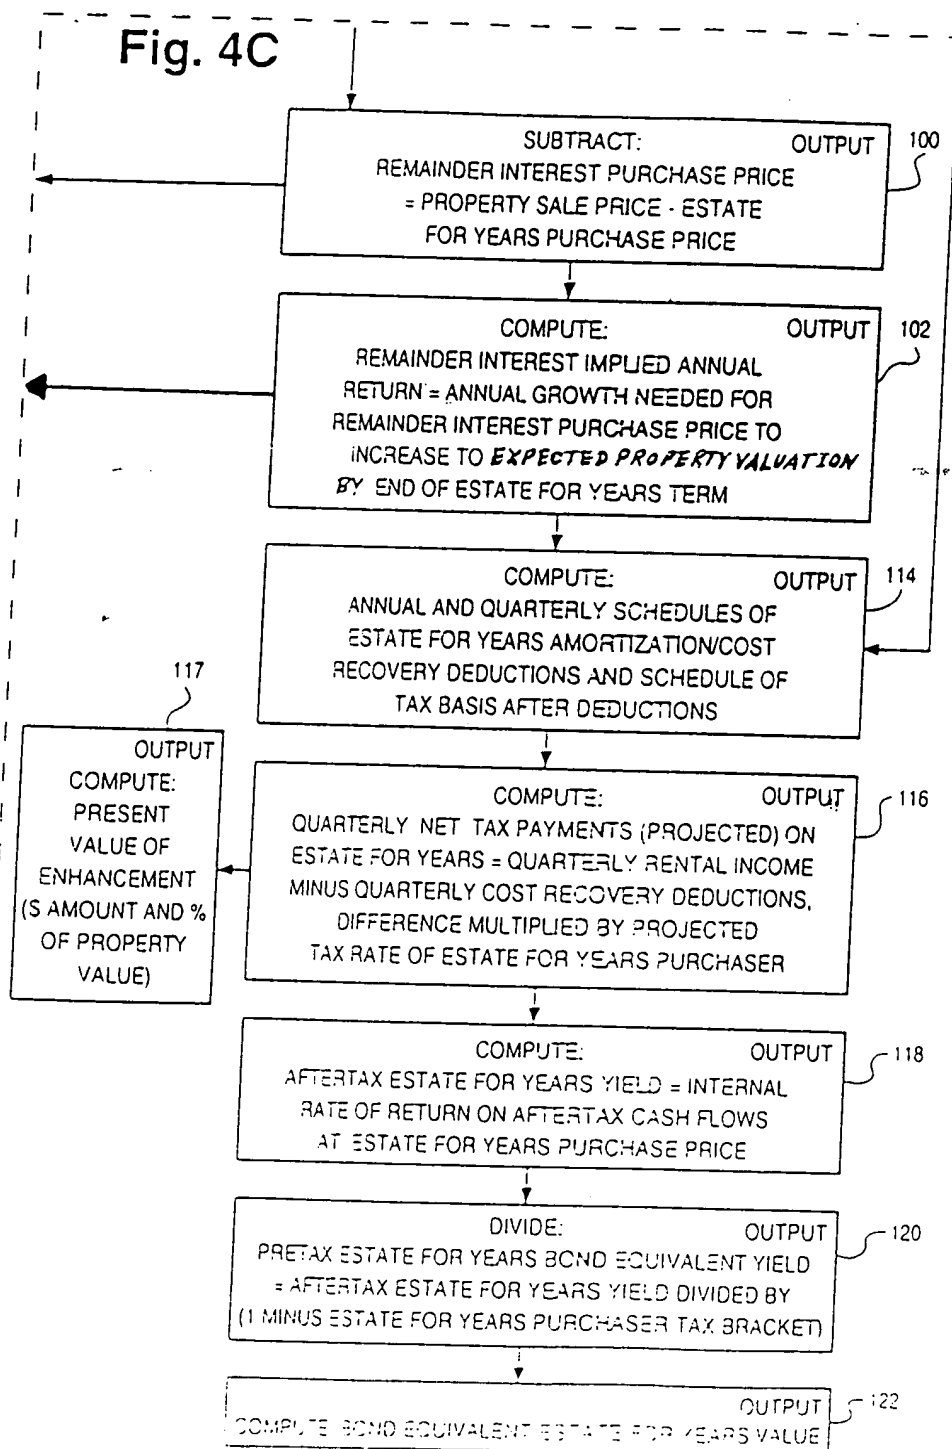 Fig. 4C
SUBTRACT: OUTPUT
REMAINDER INTEREST PURCHASE PRICE
= PROPERTY SALE PRICE - ESTATE
FOR YEARS PURCHASE PRICE
100
COMPUTE: OUTPUT
REMAINDER INTEREST IMPLIED ANNUAL
RETURN = ANNUAL GROWTH NEEDED FOR
REMAINDER INTEREST PURCHASE PRICE TO
INCREASE TO EXPECTED PROPERTY VALUATION
BY END OF ESTATE FOR YEARS TERM
102
COMPUTE: OUTPUT
ANNUAL AND QUARTERLY SCHEDULES OF
ESTATE FOR YEARS AMORTIZATION/COST
RECOVERY DEDUCTIONS AND SCHEDULE OF
TAX BASIS AFTER DEDUCTIONS
114
117
OUTPUT
COMPUTE:
PRESENT
VALUE OF
ENHANCEMENT
($ AMOUNT AND %
OF PROPERTY
VALUE)
COMPUTE: OUTPUT
QUARTERLY NET TAX PAYMENTS (PROJECTED) ON
ESTATE FOR YEARS = QUARTERLY RENTAL INCOME
MINUS QUARTERLY COST RECOVERY DEDUCTIONS,
DIFFERENCE MULTIPLIED BY PROJECTED
TAX RATE OF ESTATE FOR YEARS PURCHASER
116
COMPUTE: OUTPUT
AFTERTAX ESTATE FOR YEARS YIELD = INTERNAL
RATE OF RETURN ON AFTERTAX CASH FLOWS
AT ESTATE FOR YEARS PURCHASE PRICE
118
DIVIDE: OUTPUT
PRETAX ESTATE FOR YEARS BOND EQUIVALENT YIELD
= AFTERTAX ESTATE FOR YEARS YIELD DIVIDED BY
(1 MINUS ESTATE FOR YEARS PURCHASER TAX BRACKET)
120
OUTPUT
COMPUTE BOND EQUIVALENT ESTATE FOR YEARS VALUE
122